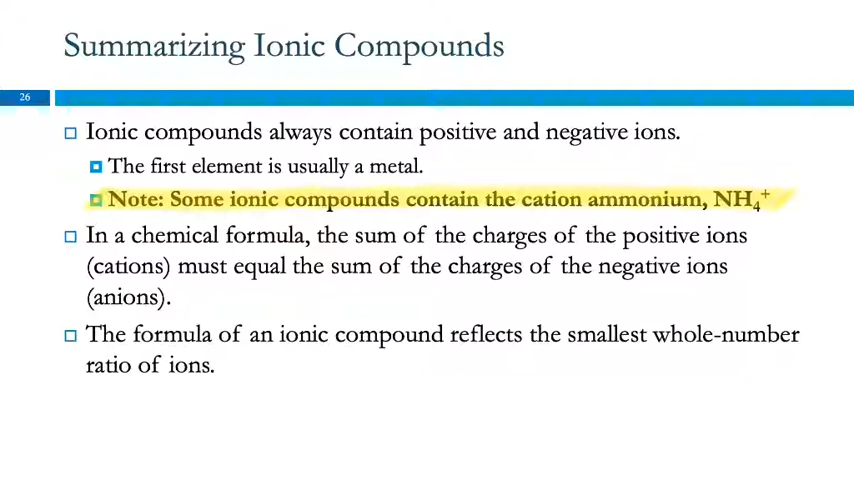 Summarizing Ionic Compounds
26
Ionic compounds always contain positive and negative ions.
The first element is usually a metal.
Note: Some ionic compounds contain the cation ammonium, NH₄⁺
In a chemical formula, the sum of the charges of the positive ions
(cations) must equal the sum of the charges of the negative ions
(anions).
The formula of an ionic compound reflects the smallest whole-number
ratio of ions.